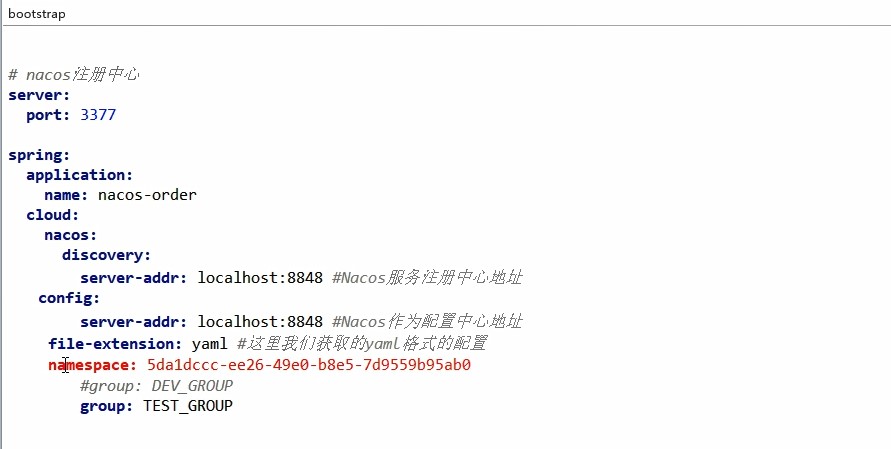 bootstrap
# nacos注册中心
server:
port: 3377
spring:
application:
name: nacos-order
cloud:
nacos:
discovery:
server-addr: localhost:8848 #Nacos服务注册中心地址
config:
server-addr: localhost:8848 #Nacos作为配置中心地址
file-extension: yaml #这里我们获取的yaml格式的配置
namespace: 5da1dccc-ee26-49e0-b8e5-7d9559b95ab0
#group: DEV_GROUP
group: TEST_GROUP